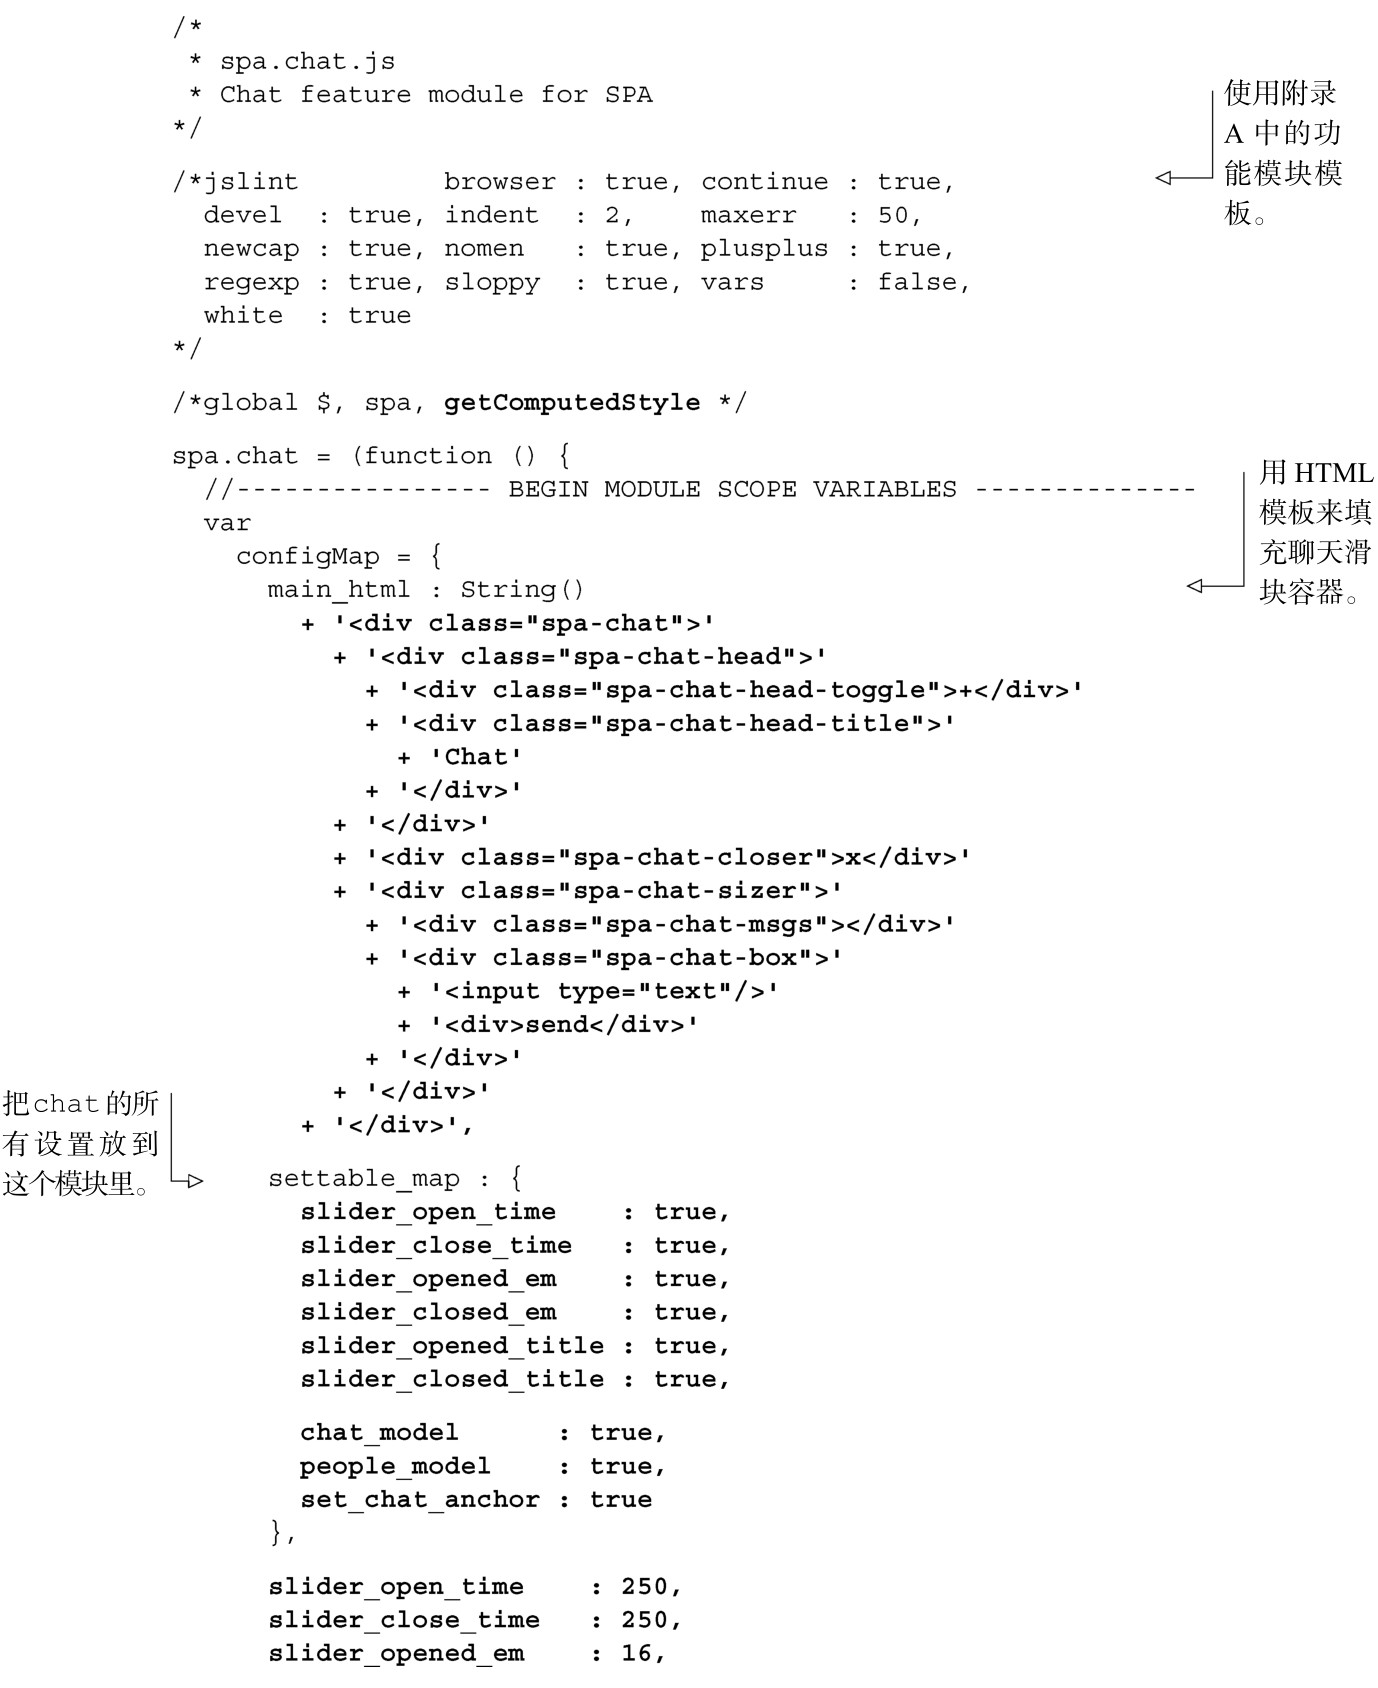 /*
 * spa.chat.js
 * Chat feature module for SPA
*/
使用附录
A 中的功
能模块模
板。
/*jslint         browser : true, continue : true,
  devel  : true, indent  : 2,    maxerr   : 50,
  newcap : true, nomen   : true, plusplus : true,
  regexp : true, sloppy  : true, vars     : false,
  white  : true
*/
/*global $, spa, getComputedStyle */
spa.chat = (function () {
  //---------------- BEGIN MODULE SCOPE VARIABLES --------------
  var
    configMap = {
      main_html : String()
用 HTML
模板来填
充聊天滑
块容器。
        + '<div class="spa-chat">'
          + '<div class="spa-chat-head">'
            + '<div class="spa-chat-head-toggle">+</div>'
            + '<div class="spa-chat-head-title">'
              + 'Chat'
            + '</div>'
          + '</div>'
          + '<div class="spa-chat-closer">x</div>'
          + '<div class="spa-chat-sizer">'
            + '<div class="spa-chat-msgs"></div>'
            + '<div class="spa-chat-box">'
              + '<input type="text"/>'
              + '<div>send</div>'
            + '</div>'
          + '</div>'
        + '</div>',
把chat的所
有设置放到
这个模块里。
      settable_map : {
        slider_open_time    : true,
        slider_close_time   : true,
        slider_opened_em    : true,
        slider_closed_em    : true,
        slider_opened_title : true,
        slider_closed_title : true,
        chat_model      : true,
        people_model    : true,
        set_chat_anchor : true
      },
      slider_open_time    : 250,
      slider_close_time   : 250,
      slider_opened_em    : 16,